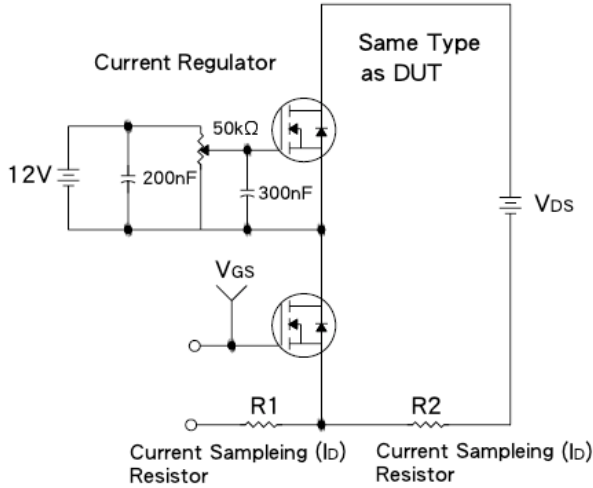 Same Type
as DUT
Current Regulator
50kΩ
12V
200nF
300nF
VDS
VGS
R1
R2
Current Sampleing (ID)
Resistor
Current Sampleing (ID)
Resistor